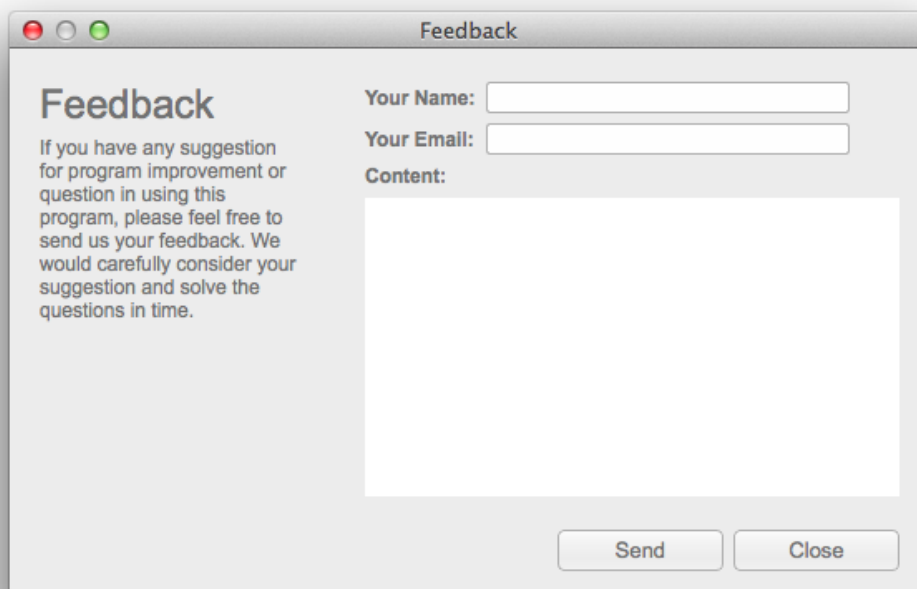 Feedback
Feedback
If you have any suggestion
for program improvement or
question in using this
program, please feel free to
send us your feedback. We
would carefully consider your
suggestion and solve the
questions in time.
Your Name:
Your Email:
Content:
Send
Close